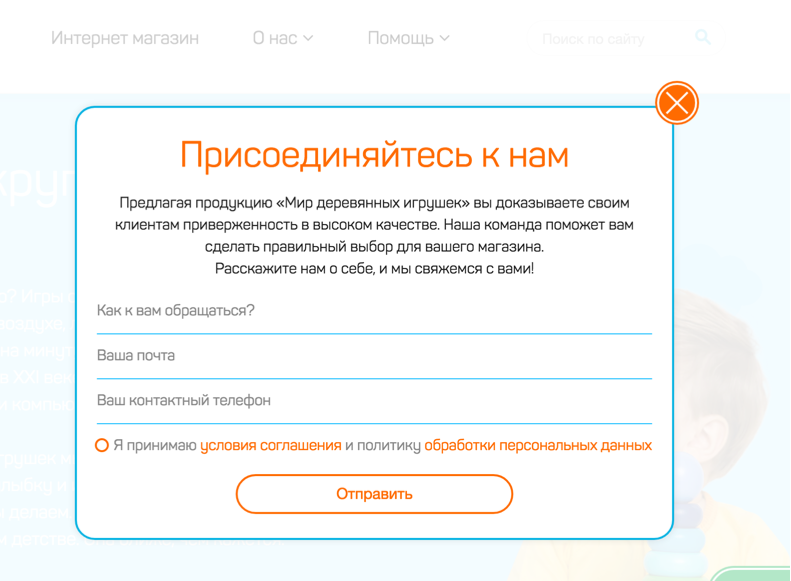 Интернет магазин
О нас
Помощь
Поиск по сайту
Присоединяйтесь к нам
Предлагая продукцию «Мир деревянных игрушек» вы доказываете своим
клиентам приверженность в высоком качестве. Наша команда поможет вам
сделать правильный выбор для вашего магазина.
Расскажите нам о себе, и мы свяжемся с вами!
Как к вам обращаться?
Ваша почта
Ваш контактный телефон
Я принимаю условия соглашения и политику обработки персональных данных
Отправить